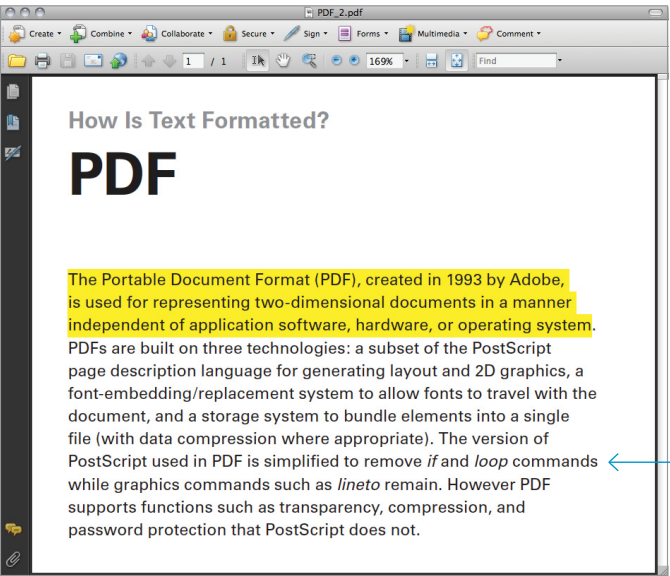 PDF_2.pdf
Create Combine Collaborate Secure Sign Forms Multimedia Comment
1 / 1 169% Find
How Is Text Formatted?
PDF
The Portable Document Format (PDF), created in 1993 by Adobe,
is used for representing two-dimensional documents in a manner
independent of application software, hardware, or operating system.
PDFs are built on three technologies: a subset of the PostScript
page description language for generating layout and 2D graphics, a
font-embedding/replacement system to allow fonts to travel with the
document, and a storage system to bundle elements into a single
file (with data compression where appropriate). The version of
PostScript used in PDF is simplified to remove if and loop commands
while graphics commands such as lineto remain. However PDF
supports functions such as transparency, compression, and
password protection that PostScript does not.